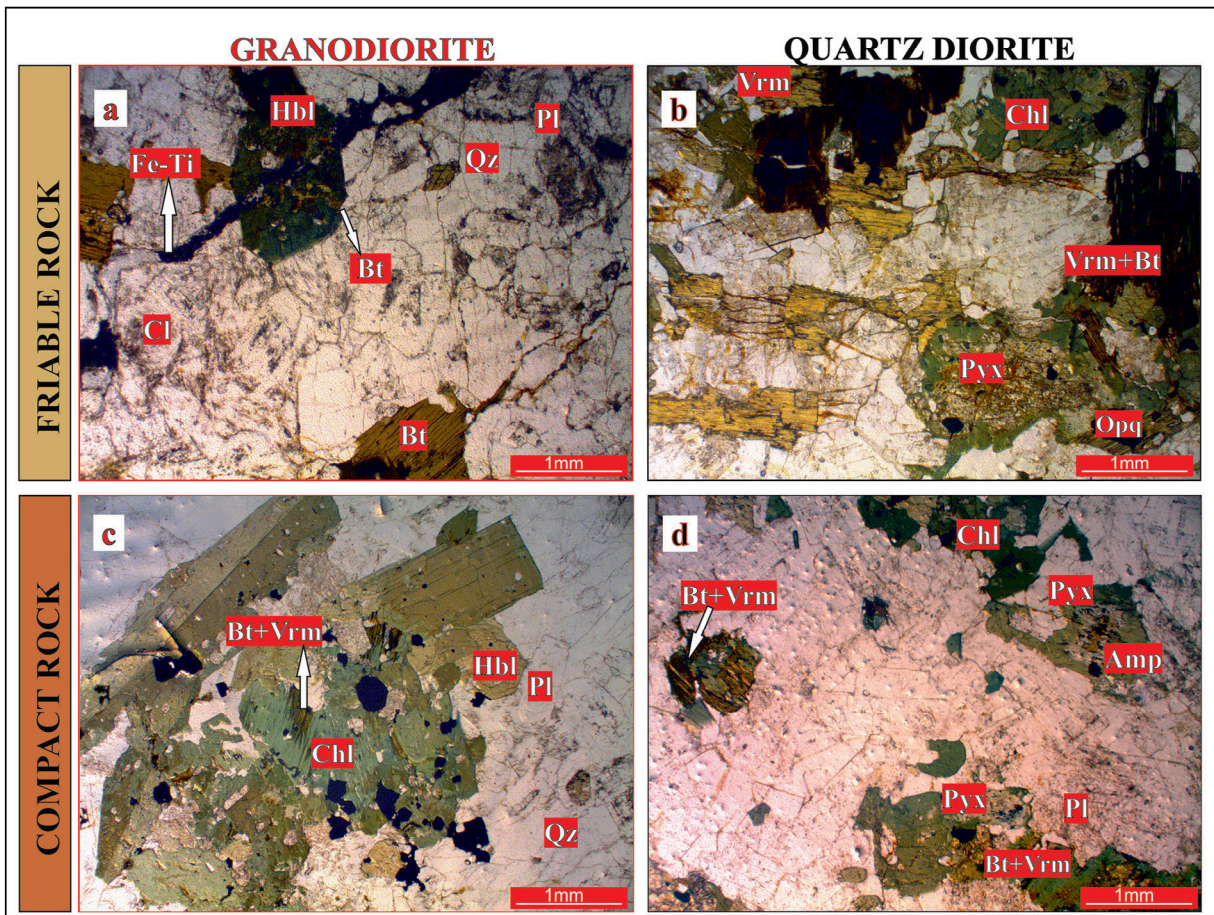 GRANODIORITE
QUARTZ DIORITE
FRIABLE ROCK
a
Hbl
Pl
Fe-Ti
Qz
Bt
Cl
Bt
1mm
b
Vrm
Chl
Vrm+Bt
Pyx
Opq
1mm
COMPACT ROCK
c
Bt+Vrm
Hbl
Pl
Chl
Qz
1mm
d
Chl
Bt+Vrm
Pyx
Amp
Pyx
Pl
Bt+Vrm
1mm